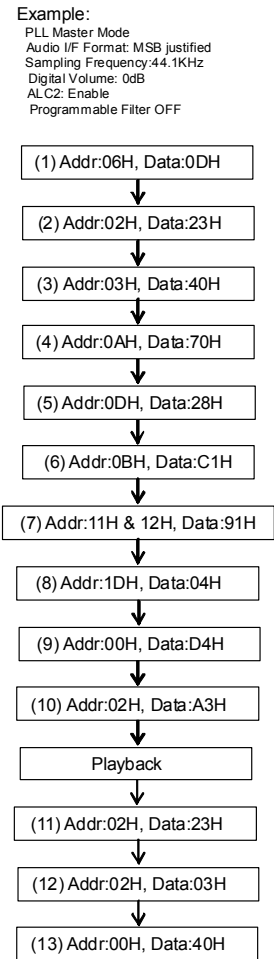 Example:
PLL Master Mode
Audio I/F Format: MSB justified
Sampling Frequency:44.1KHz
Digital Volume: 0dB
ALC2: Enable
Programmable Filter OFF
(1) Addr:06H, Data:0DH
(2) Addr:02H, Data:23H
(3) Addr:03H, Data:40H
(4) Addr:0AH, Data:70H
(5) Addr:0DH, Data:28H
(6) Addr:0BH, Data:C1H
(7) Addr:11H & 12H, Data:91H
(8) Addr:1DH, Data:04H
(9) Addr:00H, Data:D4H
(10) Addr:02H, Data:A3H
Playback
(11) Addr:02H, Data:23H
(12) Addr:02H, Data:03H
(13) Addr:00H, Data:40H